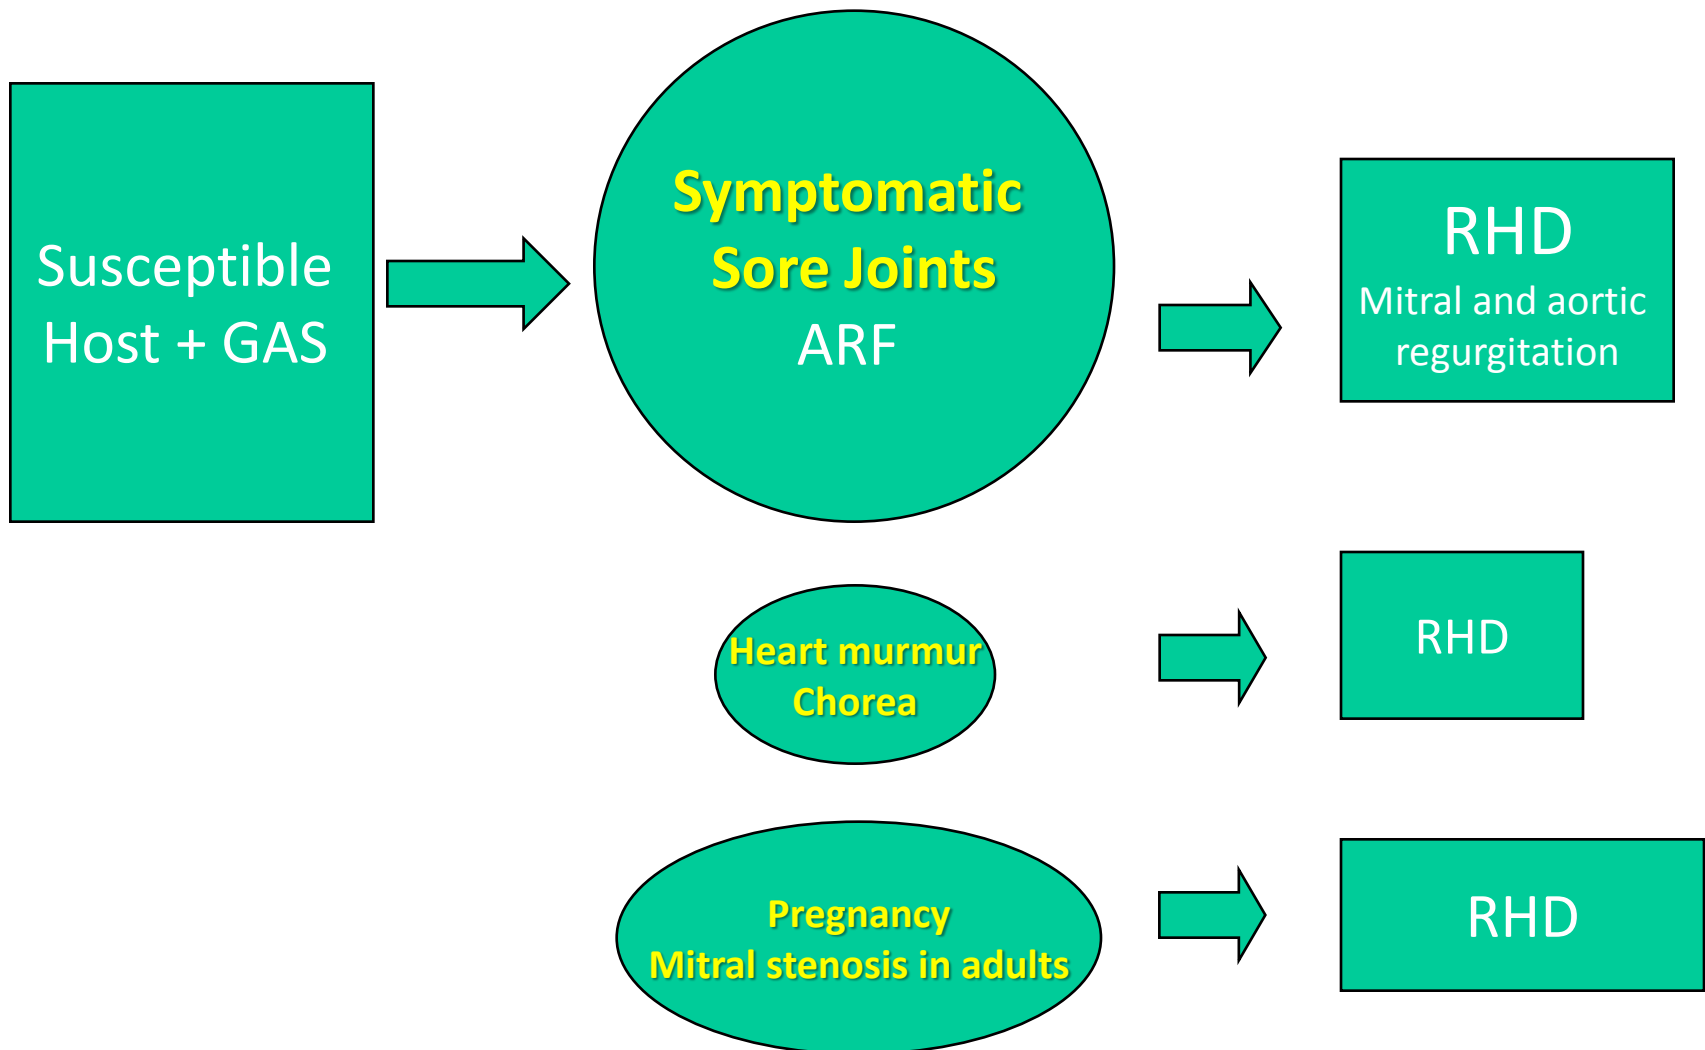 Susceptible
Host + GAS
Symptomatic
Sore Joints
ARF
RHD
Mitral and aortic
regurgitation
Heart murmur
Chorea
RHD
Pregnancy
Mitral stenosis in adults
RHD